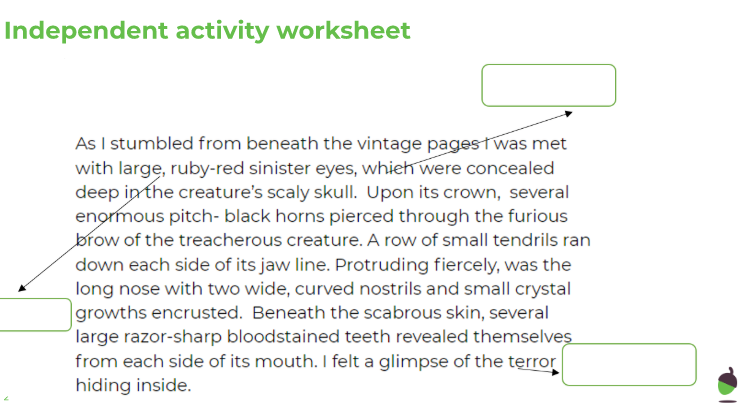 Independent activity worksheet
As I stumbled from beneath the vintage pages I was met
with large, ruby-red sinister eyes, which were concealed
deep in the creature's scaly skull.  Upon its crown,  several
enormous pitch- black horns pierced through the furious
brow of the treacherous creature. A row of small tendrils ran
down each side of its jaw line. Protruding fiercely, was the
long nose with two wide, curved nostrils and small crystal
growths encrusted.  Beneath the scabrous skin, several
large razor-sharp bloodstained teeth revealed themselves
from each side of its mouth. I felt a glimpse of the terror
hiding inside.